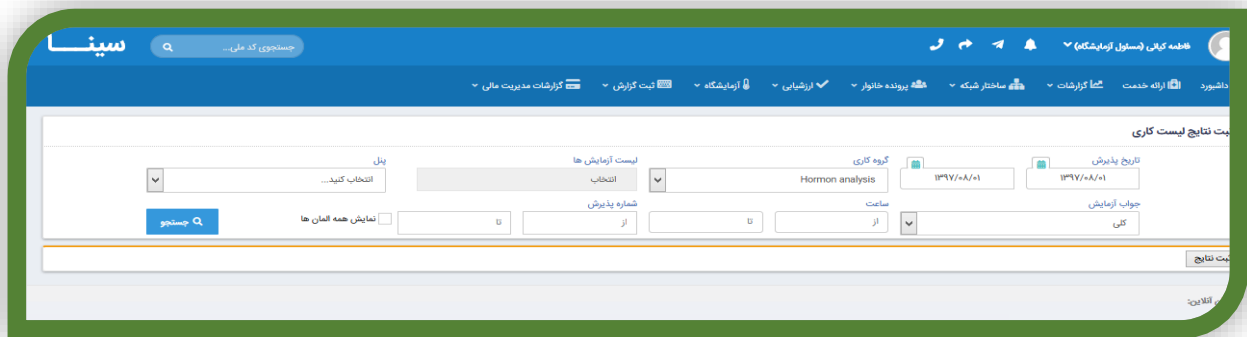 فاطمه کیانی (مسئول آزمایشگاه) جستجوی کد ملی... سینا
داشبورد ارائه خدمت گزارشات ساختار شبکه پرونده خانوار ارزشیابی آزمایشگاه ثبت گزارش گزارشات مدیریت مالی
ثبت نتایج لیست کاری
تاریخ پذیرش گروه کاری لیست آزمایش ها پنل
۱۳۹۷/۰۸/۰۱ ۱۳۹۷/۰۸/۰۱ Hormon analysis انتخاب انتخاب کنید...
جواب آزمایش ساعت شماره پذیرش
کلی از تا از تا نمایش همه المان ها جستجو
ثبت نتایج
آنلاین: